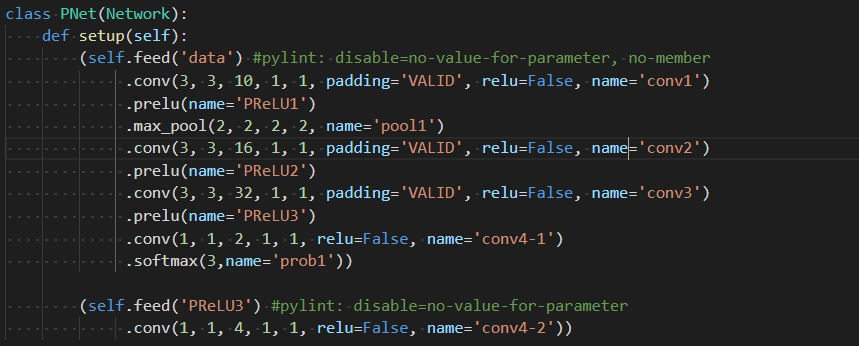 class PNet(Network):
    def setup(self):
        (self.feed('data') #pylint: disable=no-value-for-parameter, no-member
             .conv(3, 3, 10, 1, 1, padding='VALID', relu=False, name='conv1')
             .prelu(name='PReLU1')
             .max_pool(2, 2, 2, 2, name='pool1')
             .conv(3, 3, 16, 1, 1, padding='VALID', relu=False, name='conv2')
             .prelu(name='PReLU2')
             .conv(3, 3, 32, 1, 1, padding='VALID', relu=False, name='conv3')
             .prelu(name='PReLU3')
             .conv(1, 1, 2, 1, 1, relu=False, name='conv4-1')
             .softmax(3,name='prob1'))

        (self.feed('PReLU3') #pylint: disable=no-value-for-parameter
             .conv(1, 1, 4, 1, 1, relu=False, name='conv4-2'))